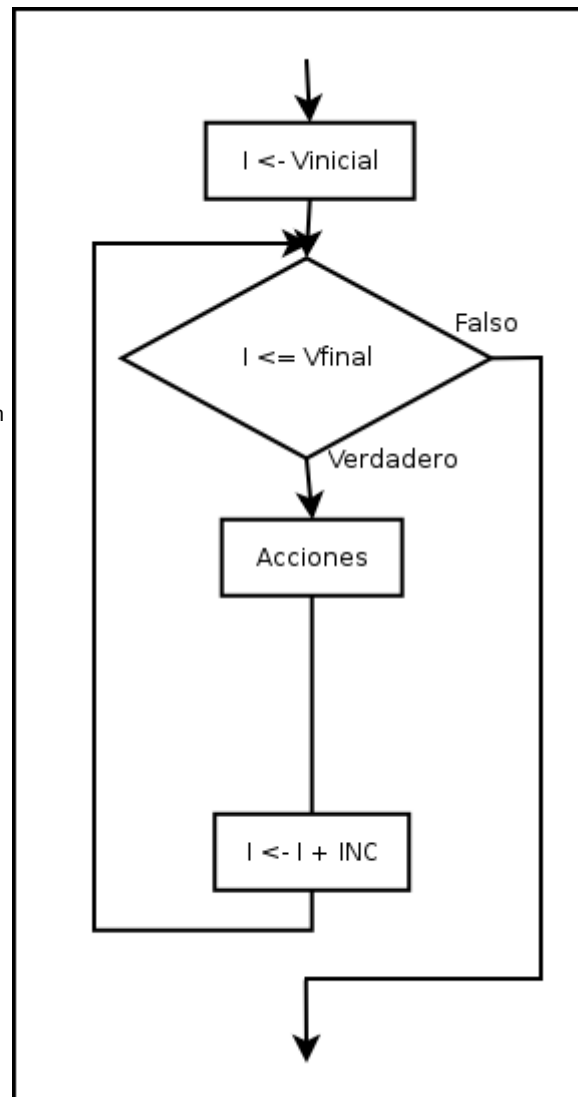 I <- Vinicial
Falso
I <= Vfinal
n
Verdadero
Acciones
I <- I + INC